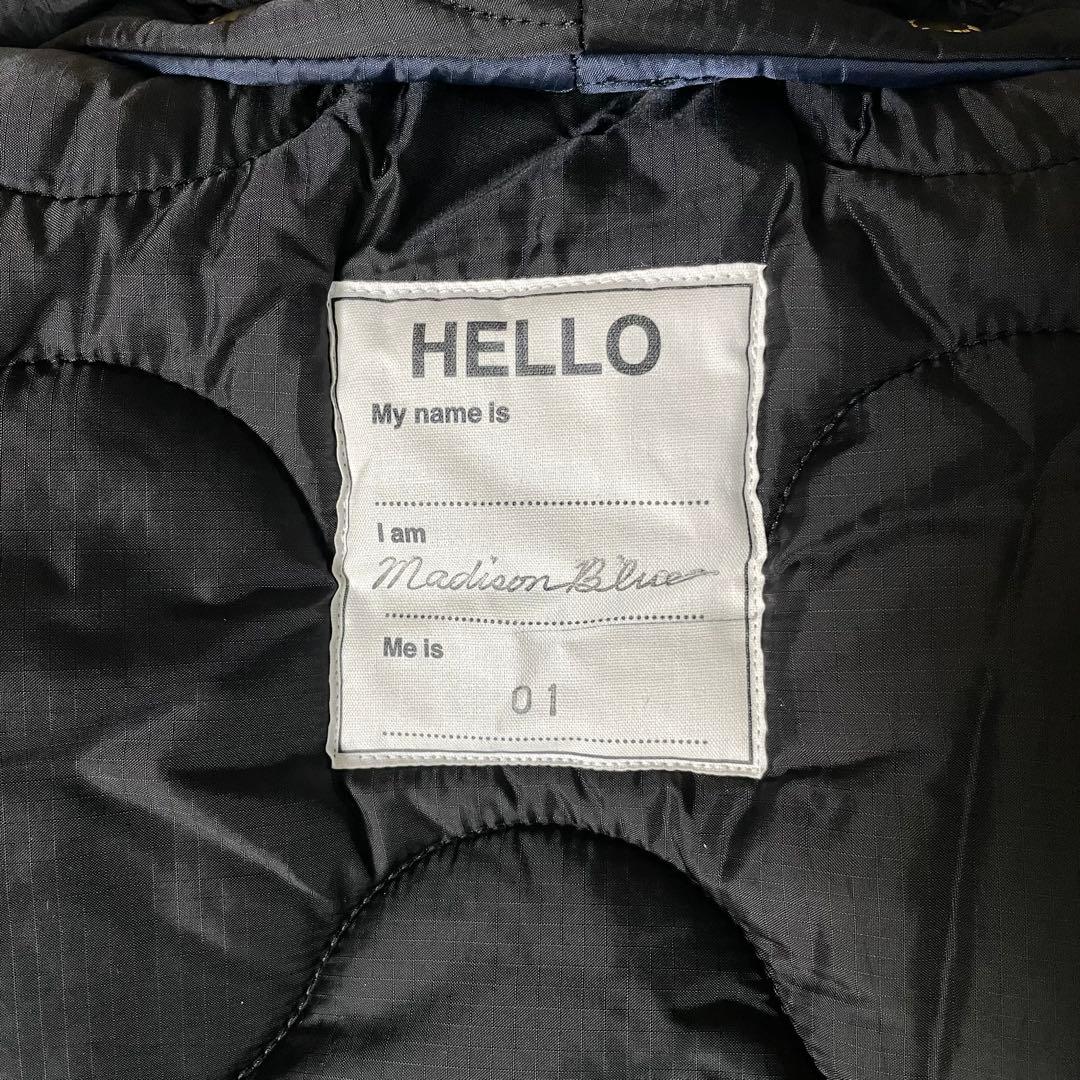 HELLO
My name is
I am
Madison Blue
Me is
01